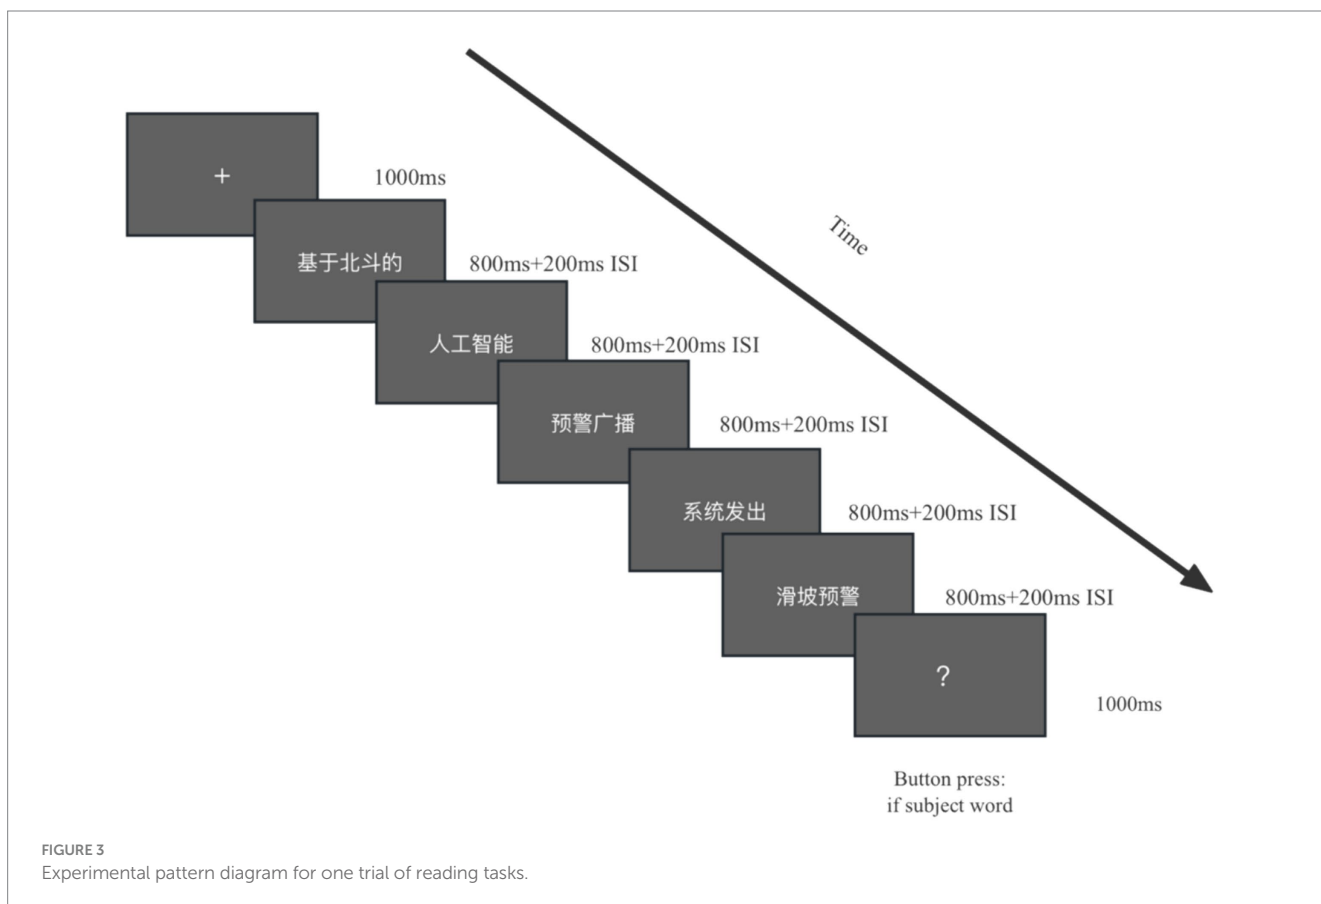 +
1000ms
基于北斗的
800ms+200ms ISI
人工智能
800ms+200ms ISI
预警广播
800ms+200ms ISI
系统发出
800ms+200ms ISI
滑坡预警
800ms+200ms ISI
?
1000ms
Time
Button press:
if subject word
FIGURE 3
Experimental pattern diagram for one trial of reading tasks.